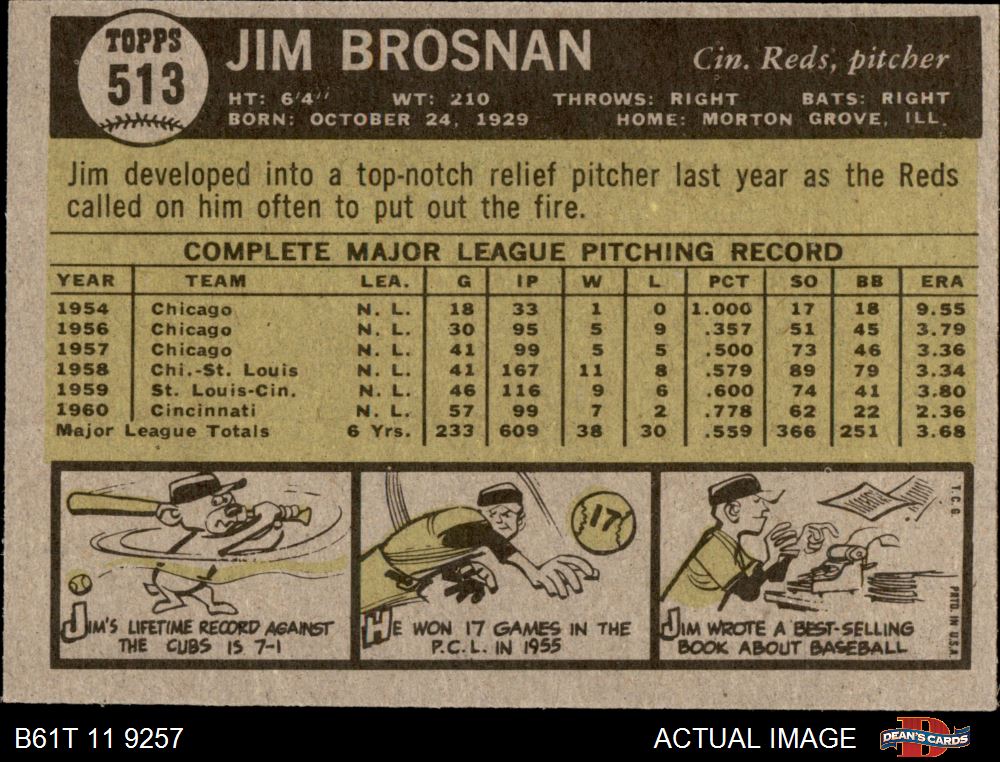 TOPPS
513
JIM BROSNAN
Cin. Reds, pitcher
HT: 6'4" WT: 210 THROWS: RIGHT BATS: RIGHT
BORN: OCTOBER 24, 1929 HOME: MORTON GROVE, ILL.
Jim developed into a top-notch relief pitcher last year as the Reds
called on him often to put out the fire.
COMPLETE MAJOR LEAGUE PITCHING RECORD
YEAR TEAM LEA. G IP W L PCT SO BB ERA
1954 Chicago N. L. 18 33 1 0 1.000 17 18 9.55
1956 Chicago N. L. 30 95 5 9 .357 51 45 3.79
1957 Chicago N. L. 41 99 5 5 .500 73 46 3.36
1958 Chi.-St. Louis N. L. 41 167 11 8 .579 89 79 3.34
1959 St. Louis-Cin. N. L. 46 116 9 6 .600 74 41 3.80
1960 Cincinnati N. L. 57 99 7 2 .778 62 22 2.36
Major League Totals 6 Yrs. 233 609 38 30 .559 366 251 3.68
JIM'S LIFETIME RECORD AGAINST
THE CUBS IS 7-1
17
HE WON 17 GAMES IN THE
P.C.L. IN 1955
JIM WROTE A BEST-SELLING
BOOK ABOUT BASEBALL
T.C.G.
PRTD. IN U.S.A.
B61T 11 9257
ACTUAL IMAGE
D
DEAN'S CARDS